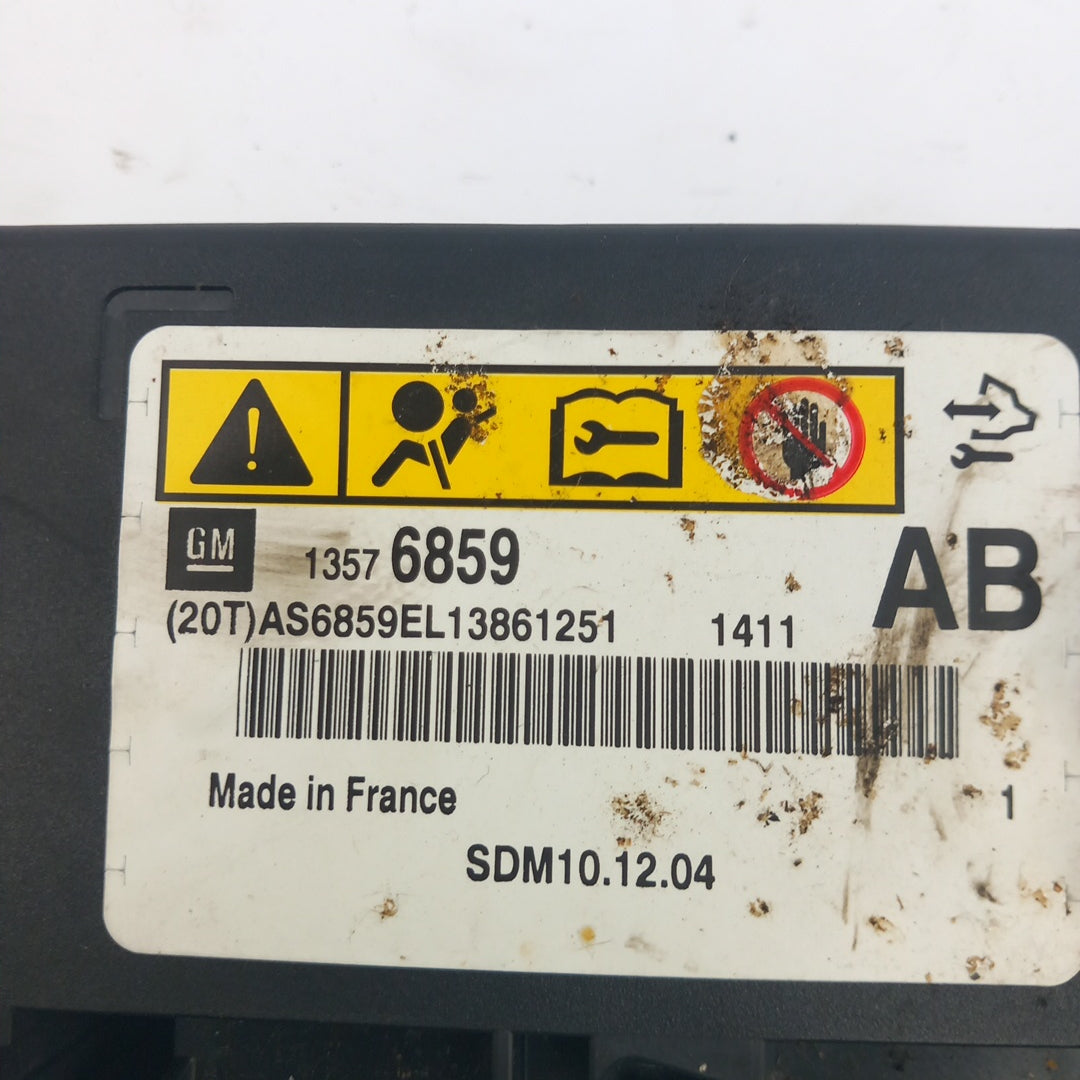 GM 1357 6859 AB
(20T)AS6859EL13861251 1411
Made in France
1
SDM10.12.04